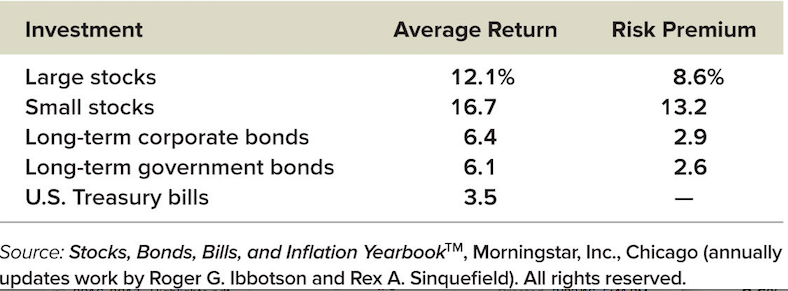 Investment Average Return Risk Premium
Large stocks 12.1% 8.6%
Small stocks 16.7 13.2
Long-term corporate bonds 6.4 2.9
Long-term government bonds 6.1 2.6
U.S. Treasury bills 3.5 —
Source: Stocks, Bonds, Bills, and Inflation Yearbook™, Morningstar, Inc., Chicago (annually
updates work by Roger G. Ibbotson and Rex A. Sinquefield). All rights reserved.